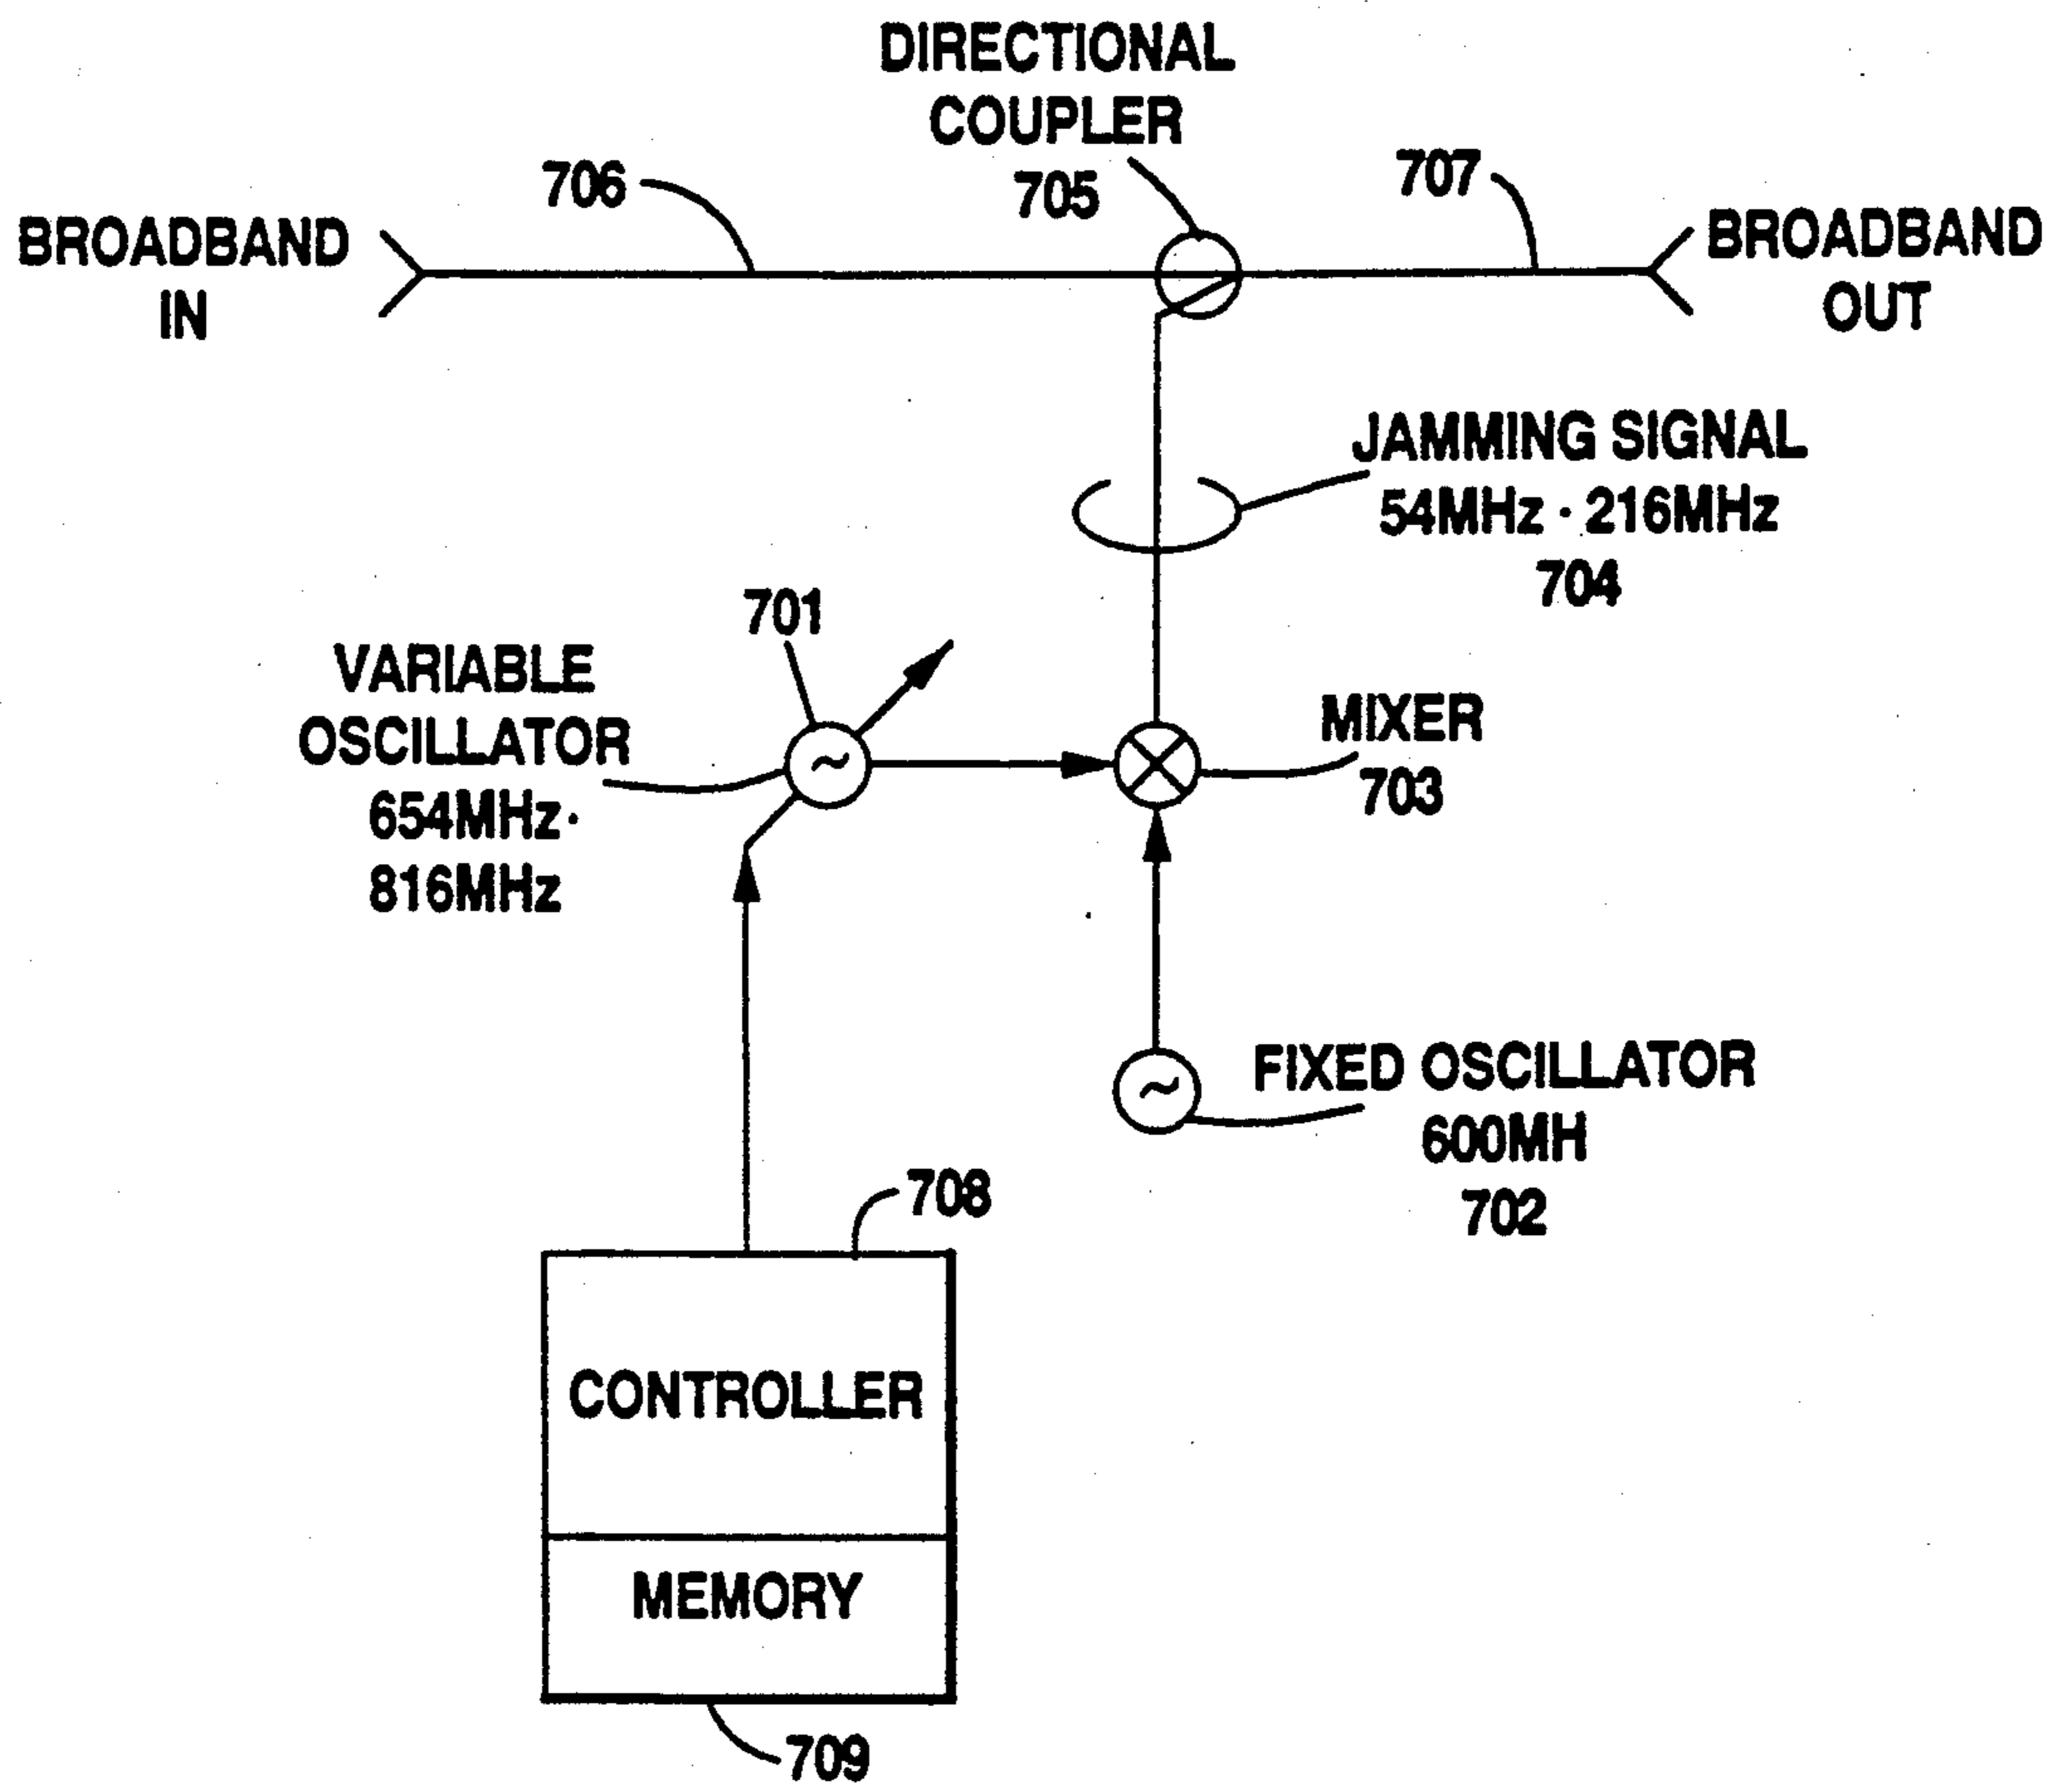 DIRECTIONAL
COUPLER
705
706
707
BROADBAND
IN
BROADBAND
OUT
JAMMING SIGNAL
54MHz - 216MHz
704
701
VARIABLE
OSCILLATOR
654MHz-
816MHz
MIXER
703
FIXED OSCILLATOR
600MH
702
708
CONTROLLER
MEMORY
709